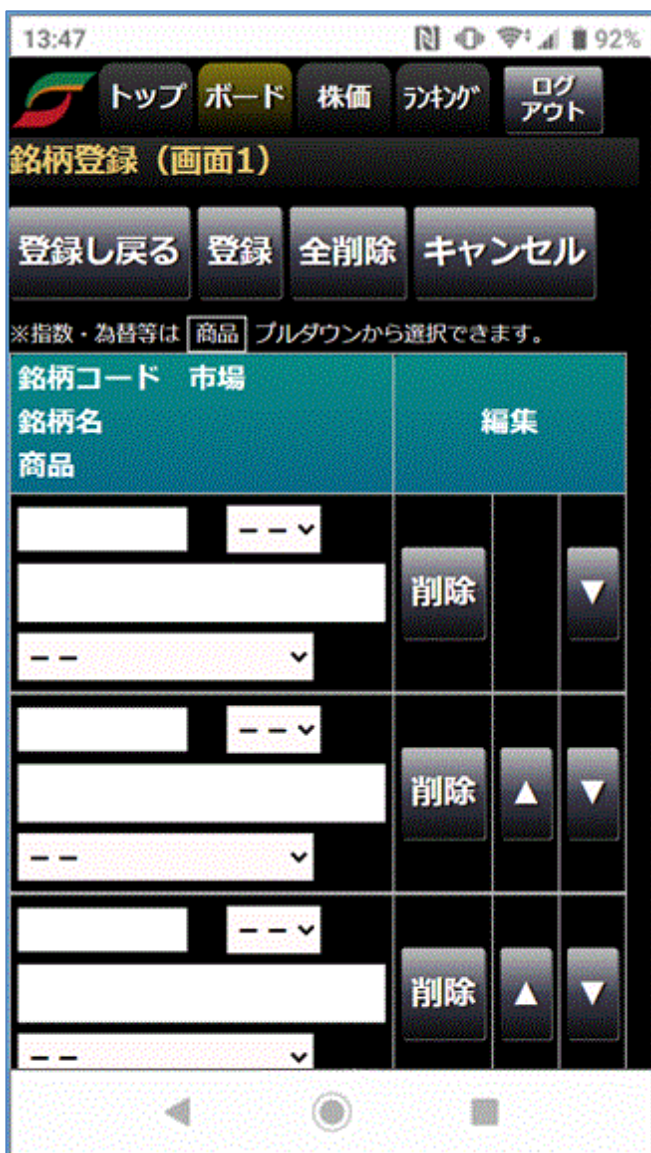 13:47 92%
トップ ボード 株価 ﾗﾝｷﾝｸﾞ ログアウト
銘柄登録（画面1）
登録し戻る 登録 全削除 キャンセル
※指数・為替等は 商品 プルダウンから選択できます。
銘柄コード 市場
銘柄名
商品
編集
－－
削除 ▼
－－
－－
削除 ▲ ▼
－－
－－
削除 ▲ ▼
－－